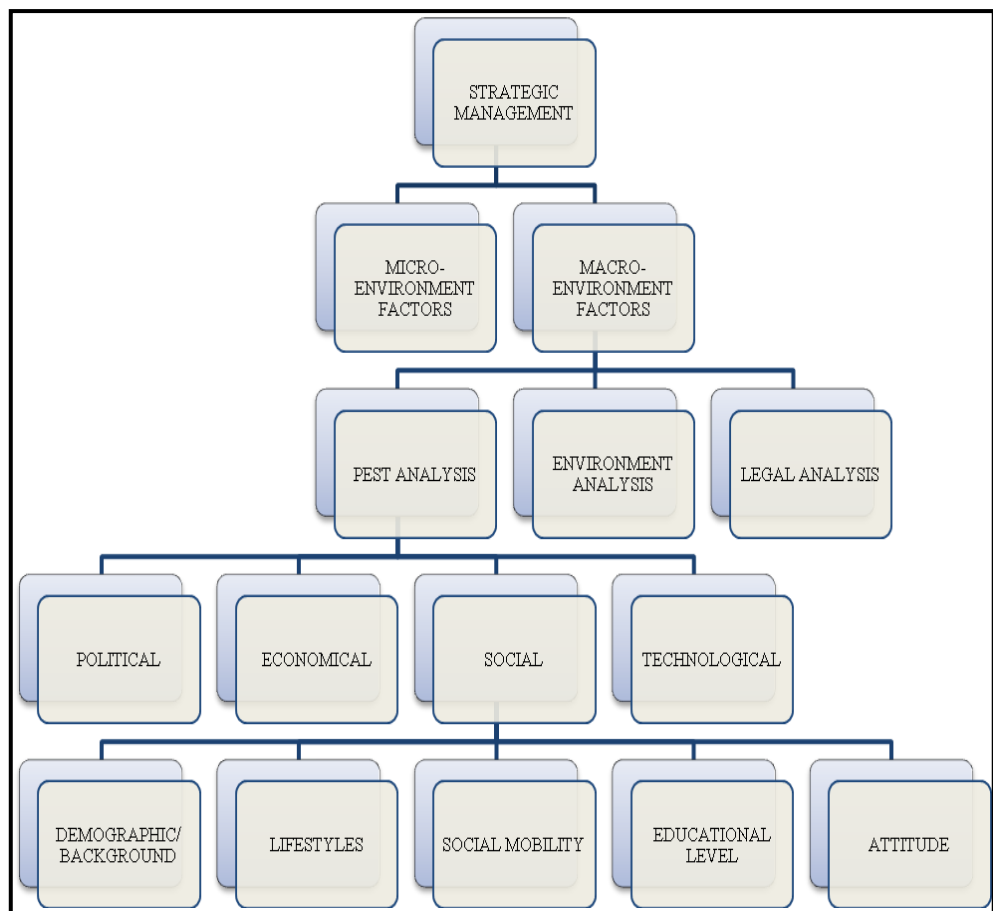 STRATEGIC
MANAGEMENT
MICRO-
ENVIRONMENT
FACTORS
MACRO-
ENVIRONMENT
FACTORS
PEST ANALYSIS
ENVIRONMENT
ANALYSIS
LEGAL ANALYSIS
POLITICAL
ECONOMICAL
SOCIAL
TECHNOLOGICAL
DEMOGRAPHIC/
BACKGROUND
LIFESTYLES
SOCIAL MOBILITY
EDUCATIONAL
LEVEL
ATTITUDE